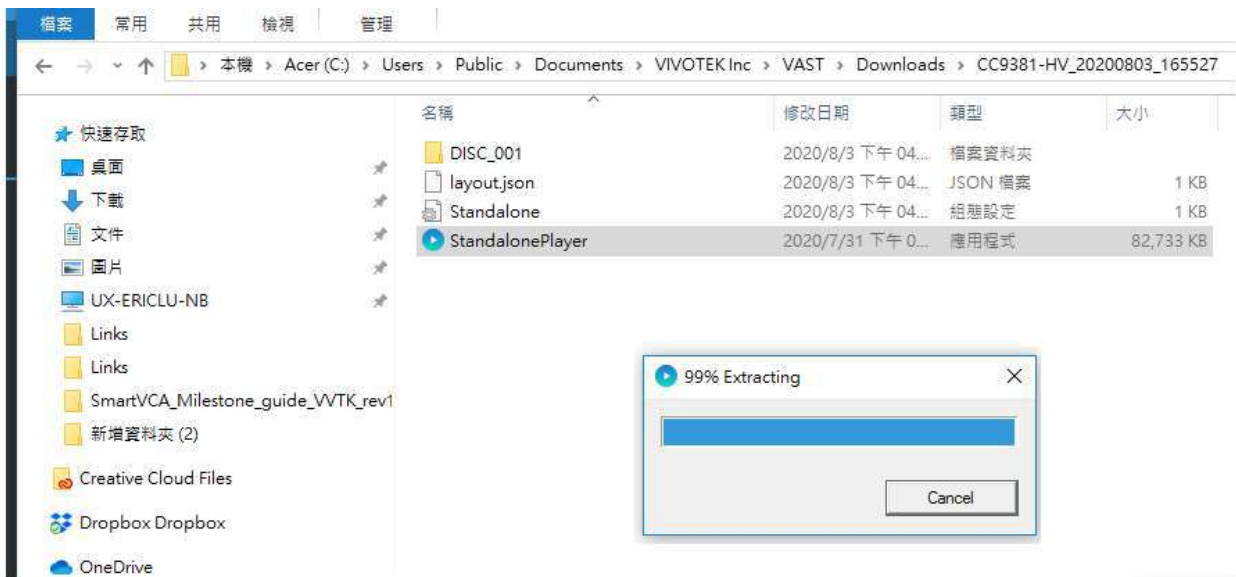 檔案 常用 共用 檢視 管理
本機 > Acer (C:) > Users > Public > Documents > VIVOTEK Inc > VAST > Downloads > CC9381-HV_20200803_165527
名稱 修改日期 類型 大小
快速存取
桌面
下載
文件
圖片
UX-ERICLU-NB
Links
Links
SmartVCA_Milestone_guide_VVTK_rev1
新增資料夾 (2)
Creative Cloud Files
Dropbox Dropbox
OneDrive
DISC_001 2020/8/3 下午 04... 檔案資料夾
layout.json 2020/8/3 下午 04... JSON 檔案 1 KB
Standalone 2020/8/3 下午 04... 組態設定 1 KB
StandalonePlayer 2020/7/31 下午 0... 應用程式 82,733 KB
99% Extracting
Cancel